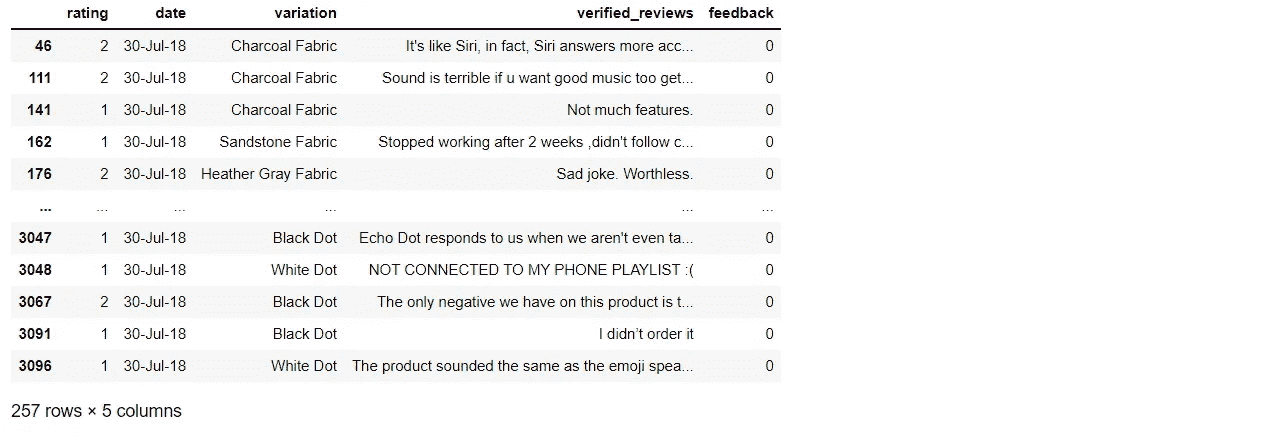 rating date variation verified_reviews feedback
46 2 30-Jul-18 Charcoal Fabric It's like Siri, in fact, Siri answers more acc... 0
111 2 30-Jul-18 Charcoal Fabric Sound is terrible if u want good music too get... 0
141 1 30-Jul-18 Charcoal Fabric Not much features. 0
162 1 30-Jul-18 Sandstone Fabric Stopped working after 2 weeks ,didn't follow c... 0
176 2 30-Jul-18 Heather Gray Fabric Sad joke. Worthless. 0
... ... ... ... ... ...
3047 1 30-Jul-18 Black Dot Echo Dot responds to us when we aren't even ta... 0
3048 1 30-Jul-18 White Dot NOT CONNECTED TO MY PHONE PLAYLIST :( 0
3067 2 30-Jul-18 Black Dot The only negative we have on this product is t... 0
3091 1 30-Jul-18 Black Dot I didn’t order it 0
3096 1 30-Jul-18 White Dot The product sounded the same as the emoji spea... 0
257 rows × 5 columns